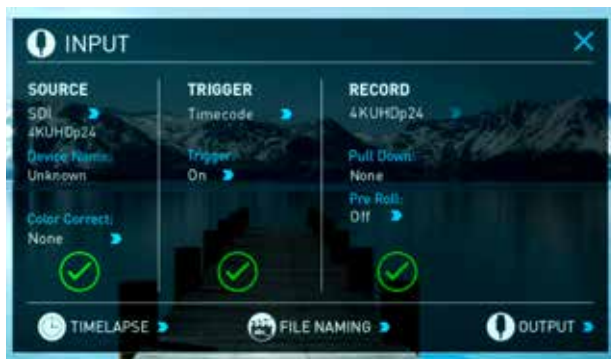 INPUT
SOURCE
SDI
4KUHDp24
Device Name:
Unknown
Color Correct:
None
TRIGGER
Timecode
Trigger:
On
RECORD
4KUHDp24
Pull Down:
None
Pre Roll:
Off
TIMELAPSE
FILE NAMING
OUTPUT